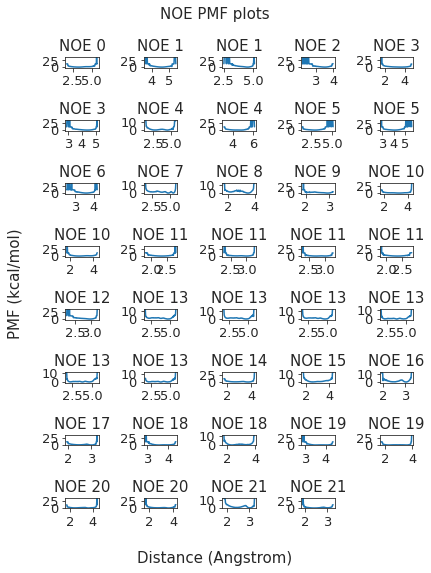 NOE PMF plots
NOE 0 NOE 1 NOE 1 NOE 2 NOE 3
25 0 25 0 25 0 25 0 25 0
2.5 5.0 4 5 2.5 5.0 3 4 2 4
NOE 3 NOE 4 NOE 4 NOE 5 NOE 5
25 0 10 0 25 0 25 0 25 0
3 4 5 2.5 5.0 4 6 2.5 5.0 3 4 5
NOE 6 NOE 7 NOE 8 NOE 9 NOE 10
25 0 10 0 10 0 25 0 25 0
3 4 2.5 5.0 2 4 2 3 2 4
NOE 10 NOE 11 NOE 11 NOE 11 NOE 11
25 0 25 0 25 0 25 0 25 0
2 4 2.0 2.5 2.5 3.0 2.5 3.0 2.0 2.5
NOE 12 NOE 13 NOE 13 NOE 13 NOE 13
25 0 10 0 10 0 10 0 10 0
2.5 3.0 2.5 5.0 2.5 5.0 2.5 5.0 2.5 5.0
NOE 13 NOE 13 NOE 14 NOE 15 NOE 16
10 0 10 0 25 0 10 0 10 0
2.5 5.0 2.5 5.0 2 4 2 4 2 3
NOE 17 NOE 18 NOE 18 NOE 19 NOE 19
25 0 25 0 10 0 25 0 25 0
2 3 3 4 2 4 3 4 2 4
NOE 20 NOE 20 NOE 21 NOE 21
25 0 25 0 10 0 25 0
2 4 2 4 2 3 2 3
PMF (kcal/mol)
Distance (Angstrom)